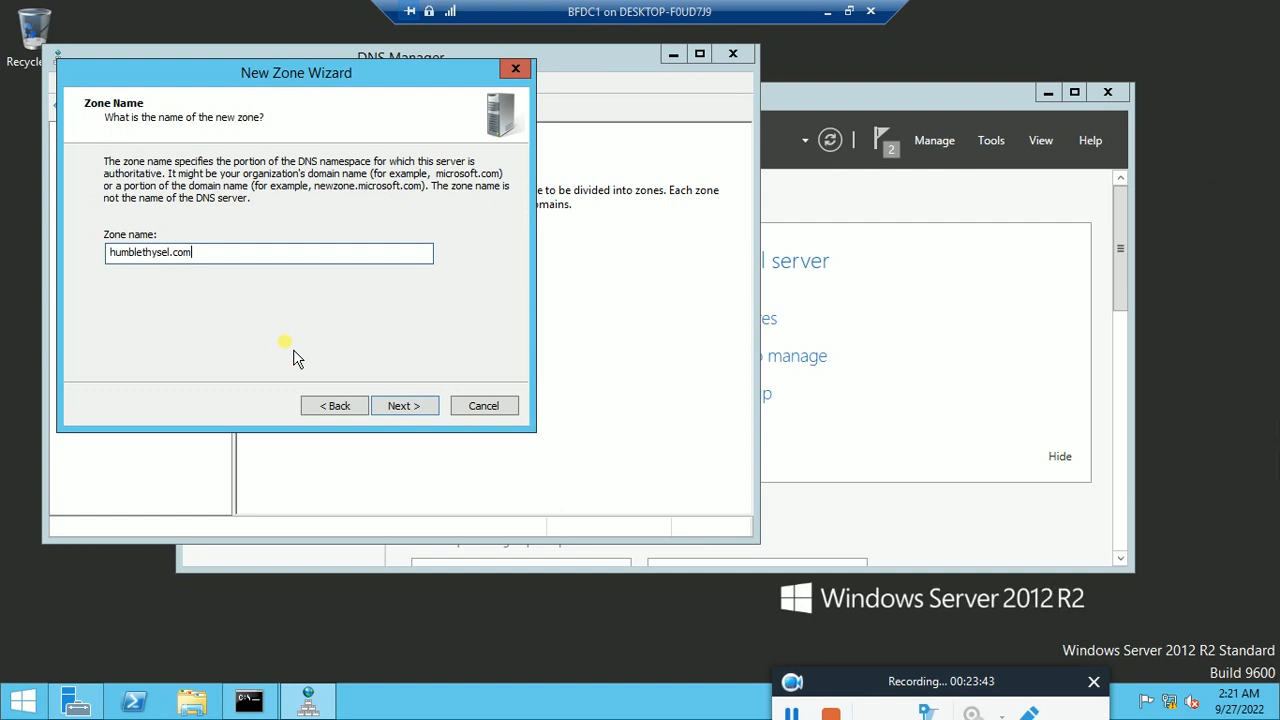 BFDC1 on DESKTOP-F0UD7J9
Recycle
DNS Manager
New Zone Wizard
Zone Name
What is the name of the new zone?
The zone name specifies the portion of the DNS namespace for which this server is
authoritative. It might be your organization's domain name (for example, microsoft.com)
or a portion of the domain name (for example, newzone.microsoft.com). The zone name is
not the name of the DNS server.
Zone name:
humblethysel.com
< Back
Next >
Cancel
e to be divided into zones. Each zone
omains.
2
Manage
Tools
View
Help
l server
res
o manage
p
Hide
Windows Server 2012 R2
Windows Server 2012 R2 Standard
Build 9600
Recording... 00:23:43
2:21 AM
9/27/2022